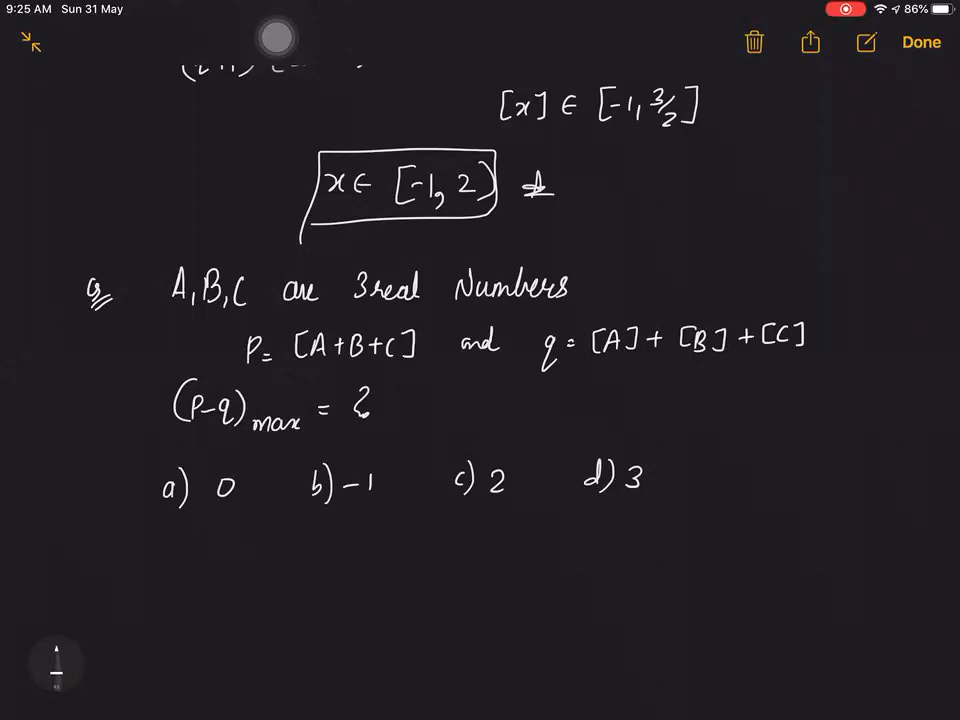 9:25 AM Sun 31 May 86%
Done
[x] ∈ [-1, 3/2]
x ∈ [-1, 2)
Q A, B, C are 3 real Numbers
P = [A+B+C] and q = [A] + [B] + [C]
(P-q)max = ?
a) 0 b) -1 c) 2 d) 3